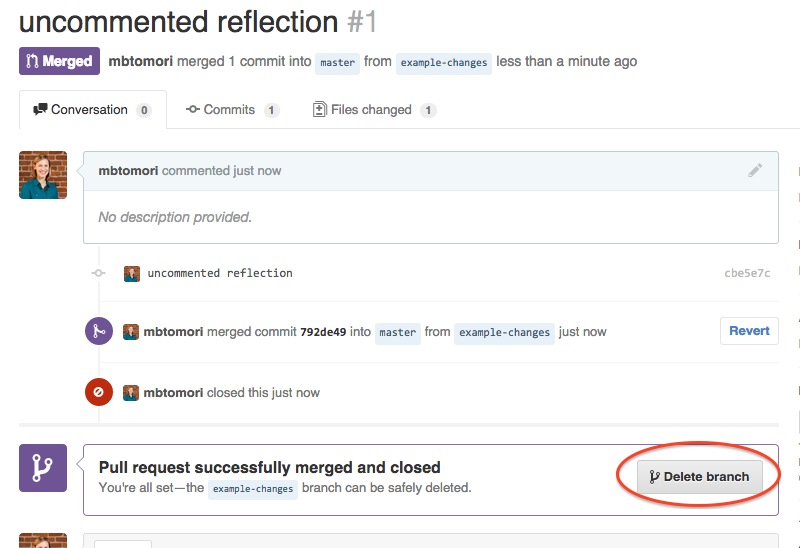 uncommented reflection #1
Merged mbtomori merged 1 commit into master from example-changes less than a minute ago
Conversation 0 Commits 1 Files changed 1
mbtomori commented just now
No description provided.
uncommented reflection cbe5e7c
mbtomori merged commit 792de49 into master from example-changes just now Revert
mbtomori closed this just now
Pull request successfully merged and closed
You're all set—the example-changes branch can be safely deleted.
Delete branch